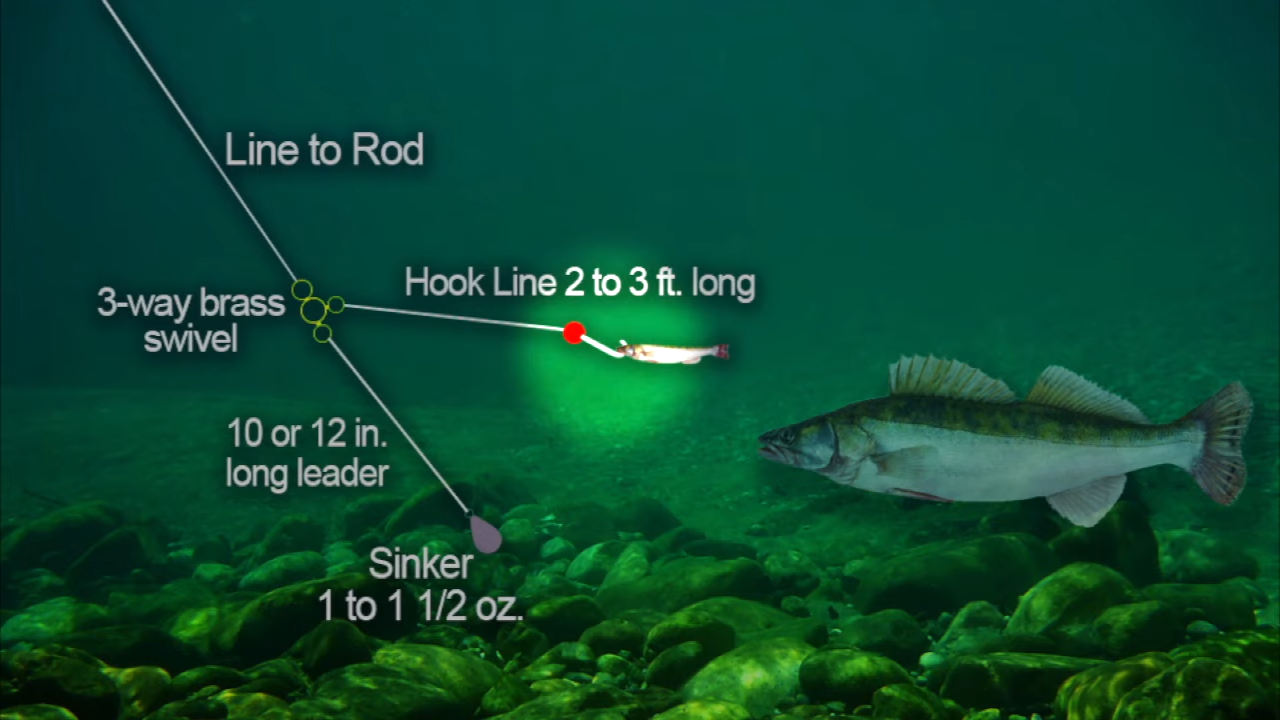 Line to Rod
Hook Line 2 to 3 ft. long
3-way brass
swivel
10 or 12 in.
long leader
Sinker
1 to 1 1/2 oz.